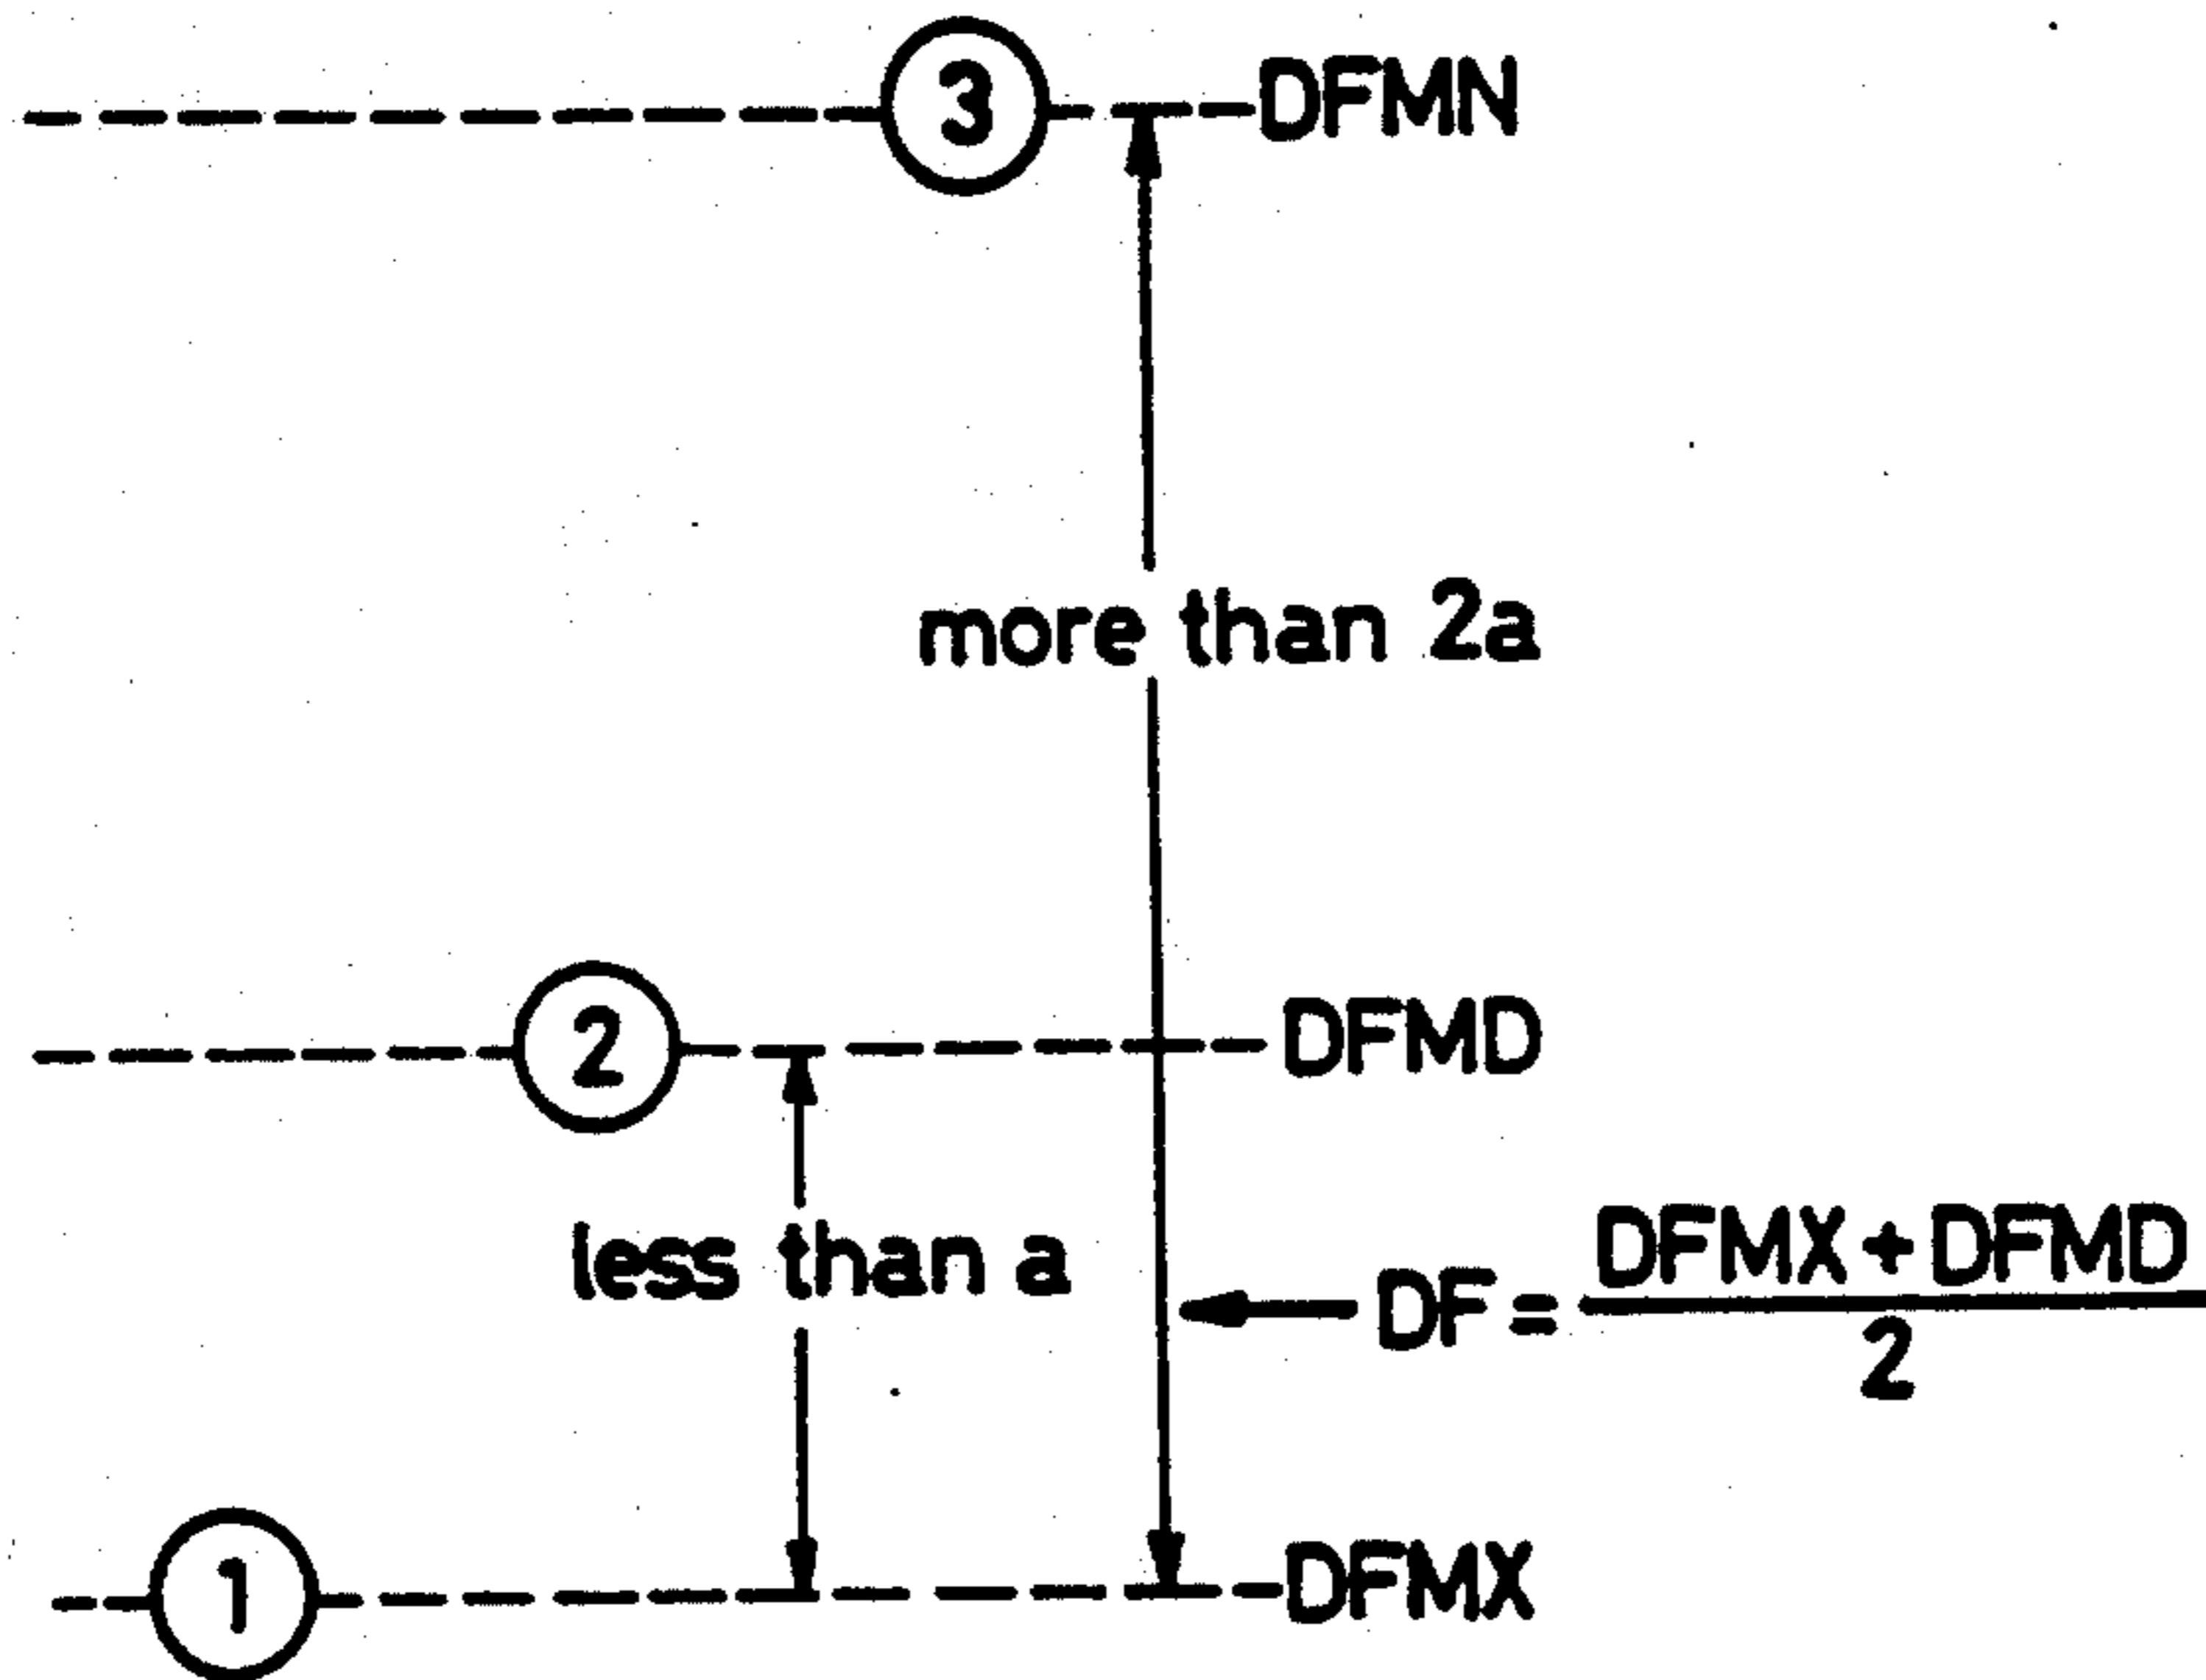 3 DFMN
more than 2a
2 DFMD
less than a
DF = DFMX + DFMD
2
1 DFMX